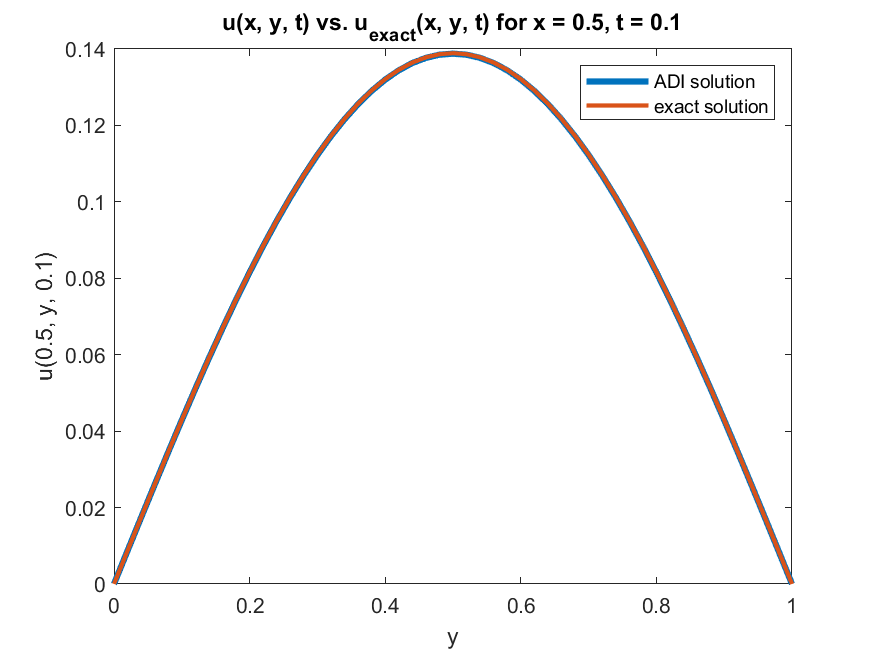 u(x, y, t) vs. u_exact(x, y, t) for x = 0.5, t = 0.1
ADI solution
exact solution
u(0.5, y, 0.1)
0.14
0.12
0.1
0.08
0.06
0.04
0.02
0
0 0.2 0.4 0.6 0.8 1
y